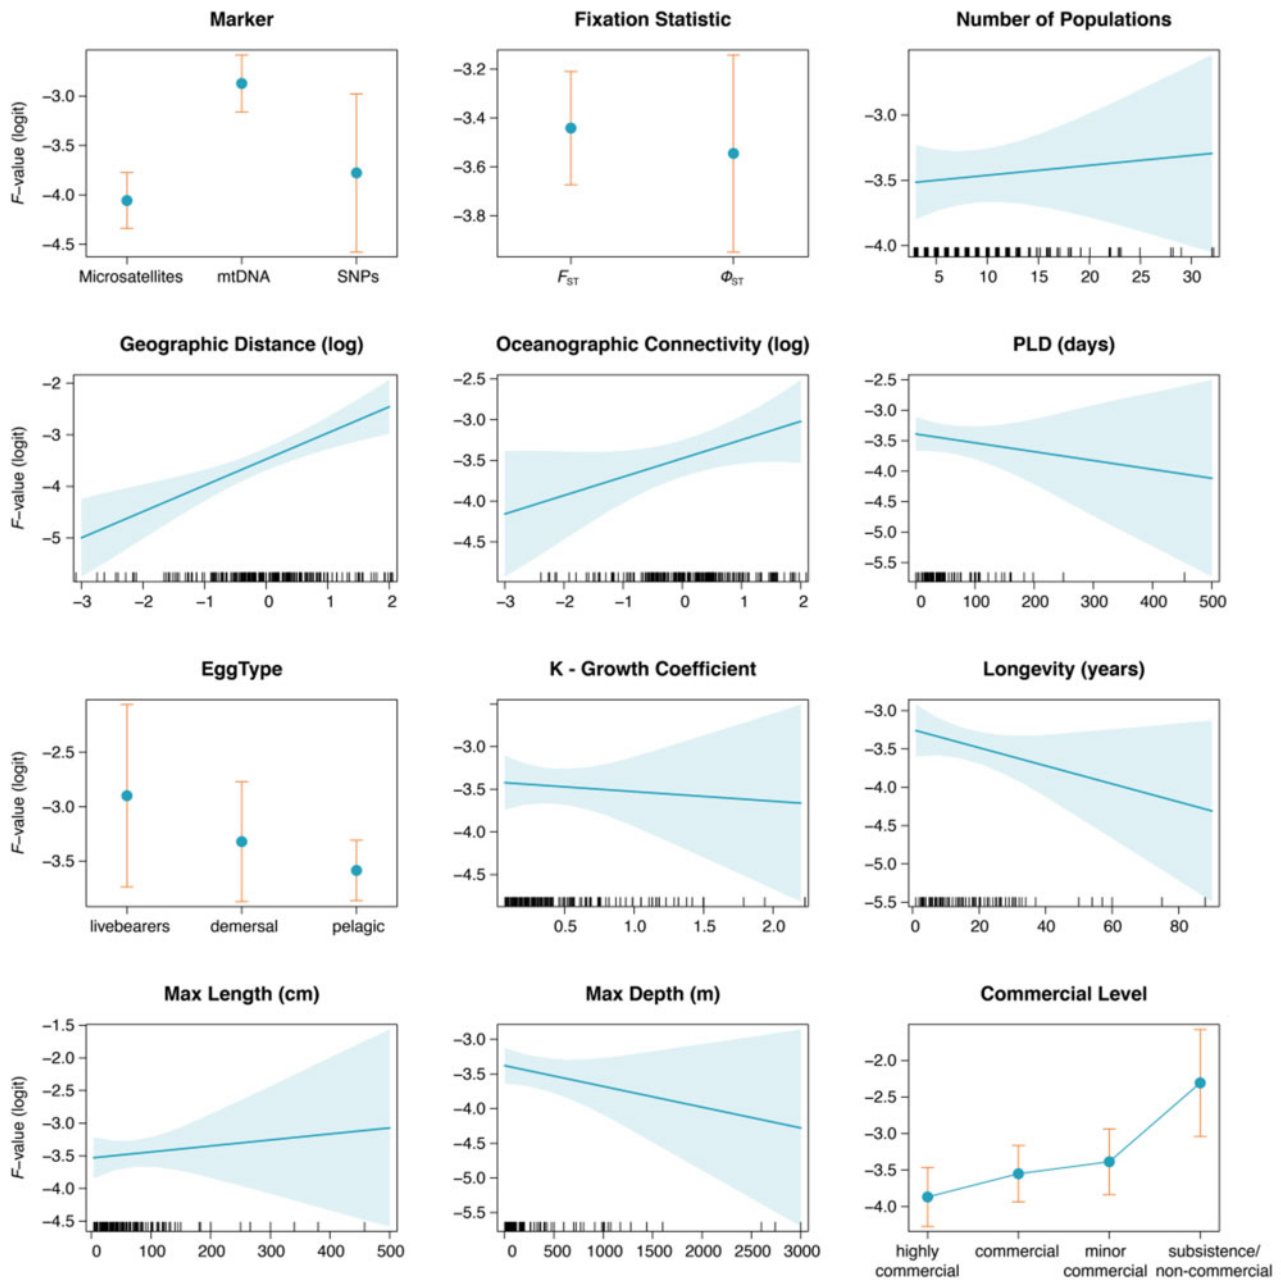 Marker
Fixation Statistic
Number of Populations
F-value (logit)
−3.0
−3.5
−4.0
−4.5
Microsatellites mtDNA SNPs
−3.2
−3.4
−3.6
−3.8
FST ΦST
−3.0
−3.5
−4.0
5 10 15 20 25 30
Geographic Distance (log)
Oceanographic Connectivity (log)
PLD (days)
F-value (logit)
−2
−3
−4
−5
−3 −2 −1 0 1 2
−2.5
−3.0
−3.5
−4.0
−4.5
−3 −2 −1 0 1 2
−2.5
−3.0
−3.5
−4.0
−4.5
−5.0
−5.5
0 100 200 300 400 500
EggType
K - Growth Coefficient
Longevity (years)
F-value (logit)
−2.5
−3.0
−3.5
livebearers demersal pelagic
−3.0
−3.5
−4.0
−4.5
0.5 1.0 1.5 2.0
−3.0
−3.5
−4.0
−4.5
−5.0
−5.5
0 20 40 60 80
Max Length (cm)
Max Depth (m)
Commercial Level
F-value (logit)
−1.5
−2.0
−2.5
−3.0
−3.5
−4.0
−4.5
0 100 200 300 400 500
−3.0
−3.5
−4.0
−4.5
−5.0
−5.5
0 500 1000 1500 2000 2500 3000
−2.0
−2.5
−3.0
−3.5
−4.0
highly commercial minor subsistence/
commercial commercial non-commercial